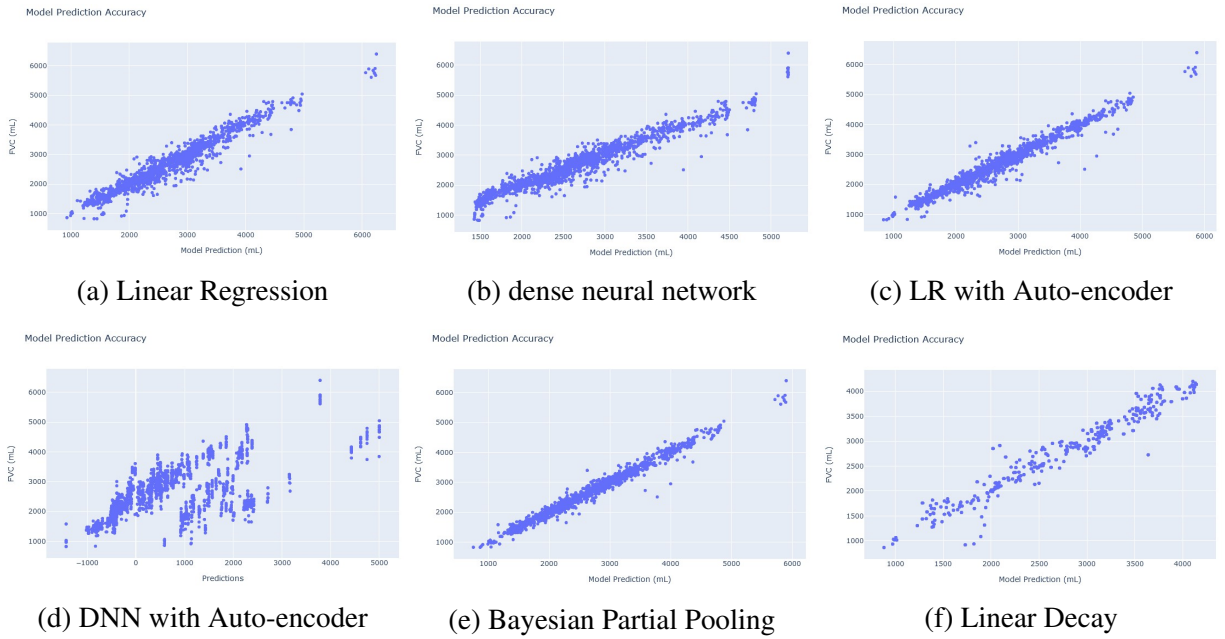 Model Prediction Accuracy
FVC (mL)
6000
5000
4000
3000
2000
1000
1000 2000 3000 4000 5000 6000
Model Prediction (mL)
(a) Linear Regression
Model Prediction Accuracy
FVC (mL)
6000
5000
4000
3000
2000
1000
1500 2000 2500 3000 3500 4000 4500 5000
Model Prediction (mL)
(b) dense neural network
Model Prediction Accuracy
FVC (mL)
6000
5000
4000
3000
2000
1000
1000 2000 3000 4000 5000 6000
Model Prediction (mL)
(c) LR with Auto-encoder
Model Prediction Accuracy
FVC (mL)
6000
5000
4000
3000
2000
1000
−1000 0 1000 2000 3000 4000 5000
Predictions
(d) DNN with Auto-encoder
Model Prediction Accuracy
FVC (mL)
6000
5000
4000
3000
2000
1000
1000 2000 3000 4000 5000 6000
Model Prediction (mL)
(e) Bayesian Partial Pooling
Model Prediction Accuracy
FVC (mL)
4000
3500
3000
2500
2000
1500
1000
1000 1500 2000 2500 3000 3500 4000
Model Prediction (mL)
(f) Linear Decay